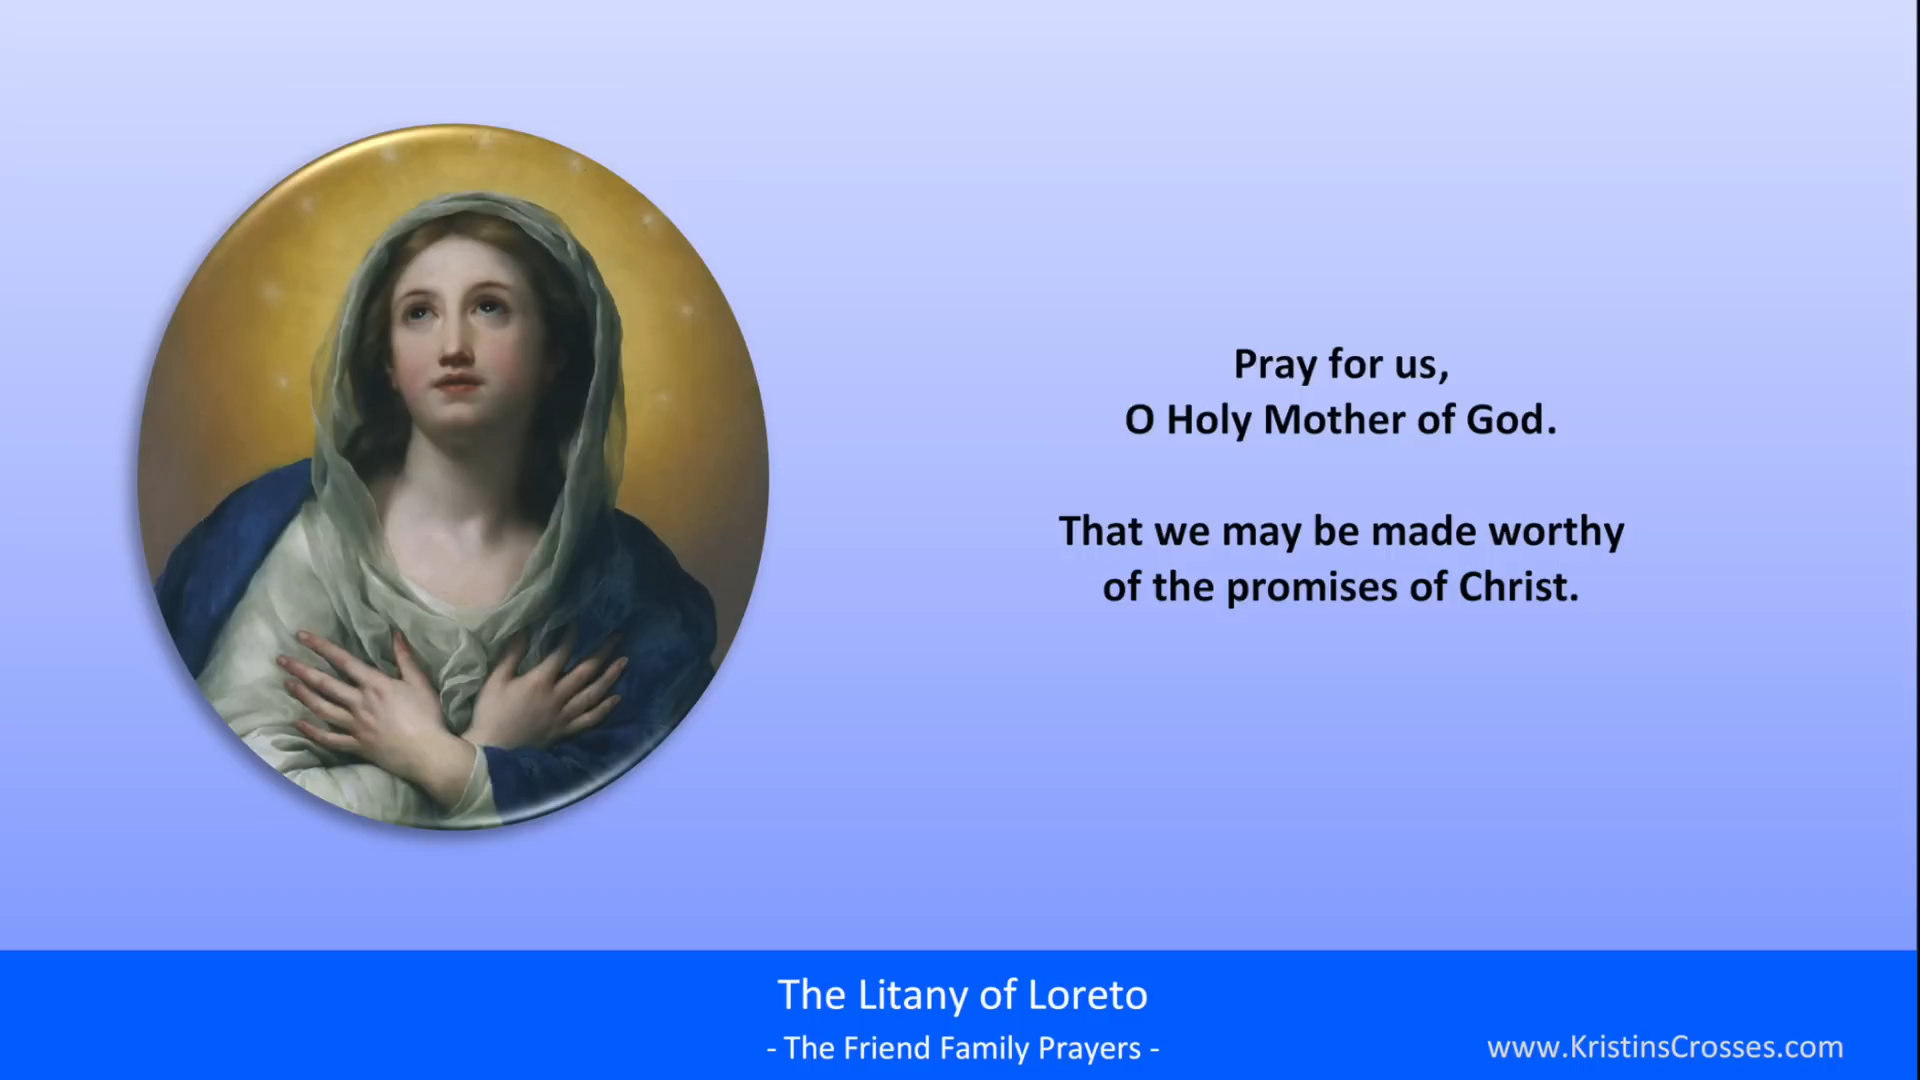 Pray for us,
O Holy Mother of God.
That we may be made worthy
of the promises of Christ.
The Litany of Loreto
- The Friend Family Prayers -
www.KristinsCrosses.com